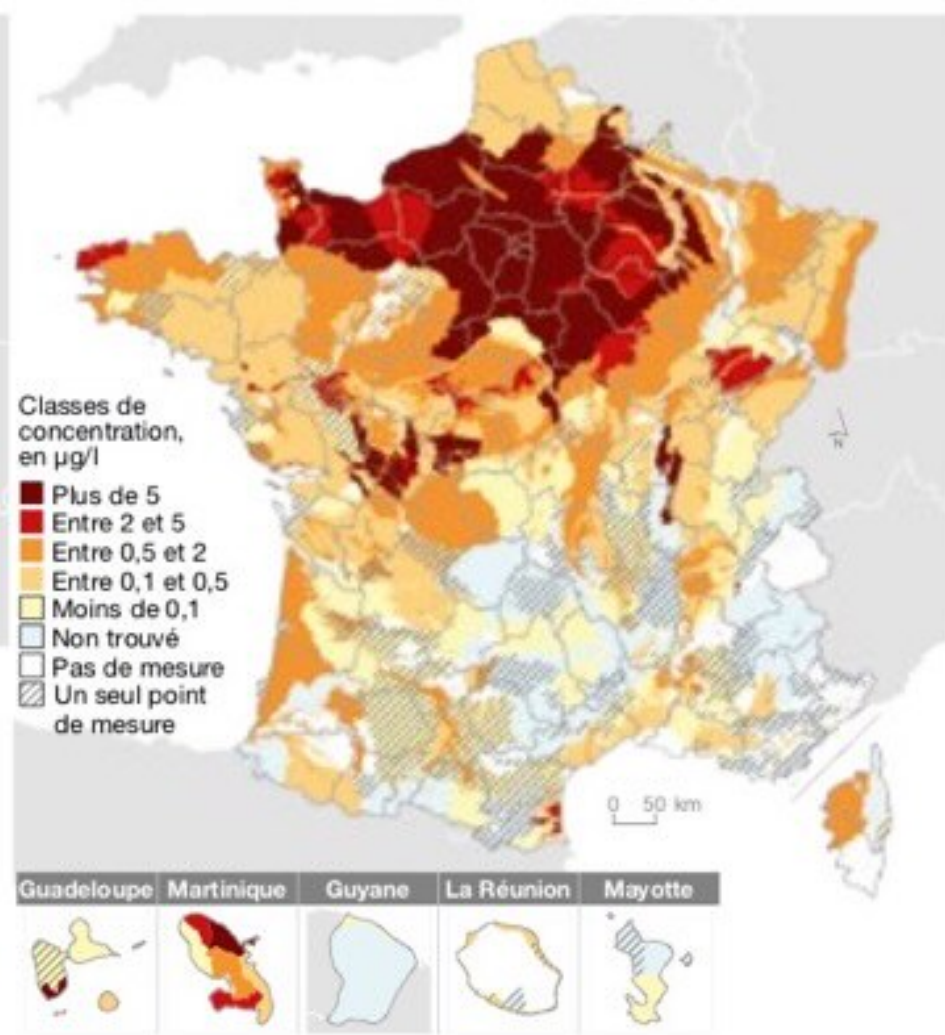 Classes de
concentration,
en µg/l
Plus de 5
Entre 2 et 5
Entre 0,5 et 2
Entre 0,1 et 0,5
Moins de 0,1
Non trouvé
Pas de mesure
Un seul point
de mesure
N
0 50 km
Guadeloupe Martinique Guyane La Réunion Mayotte